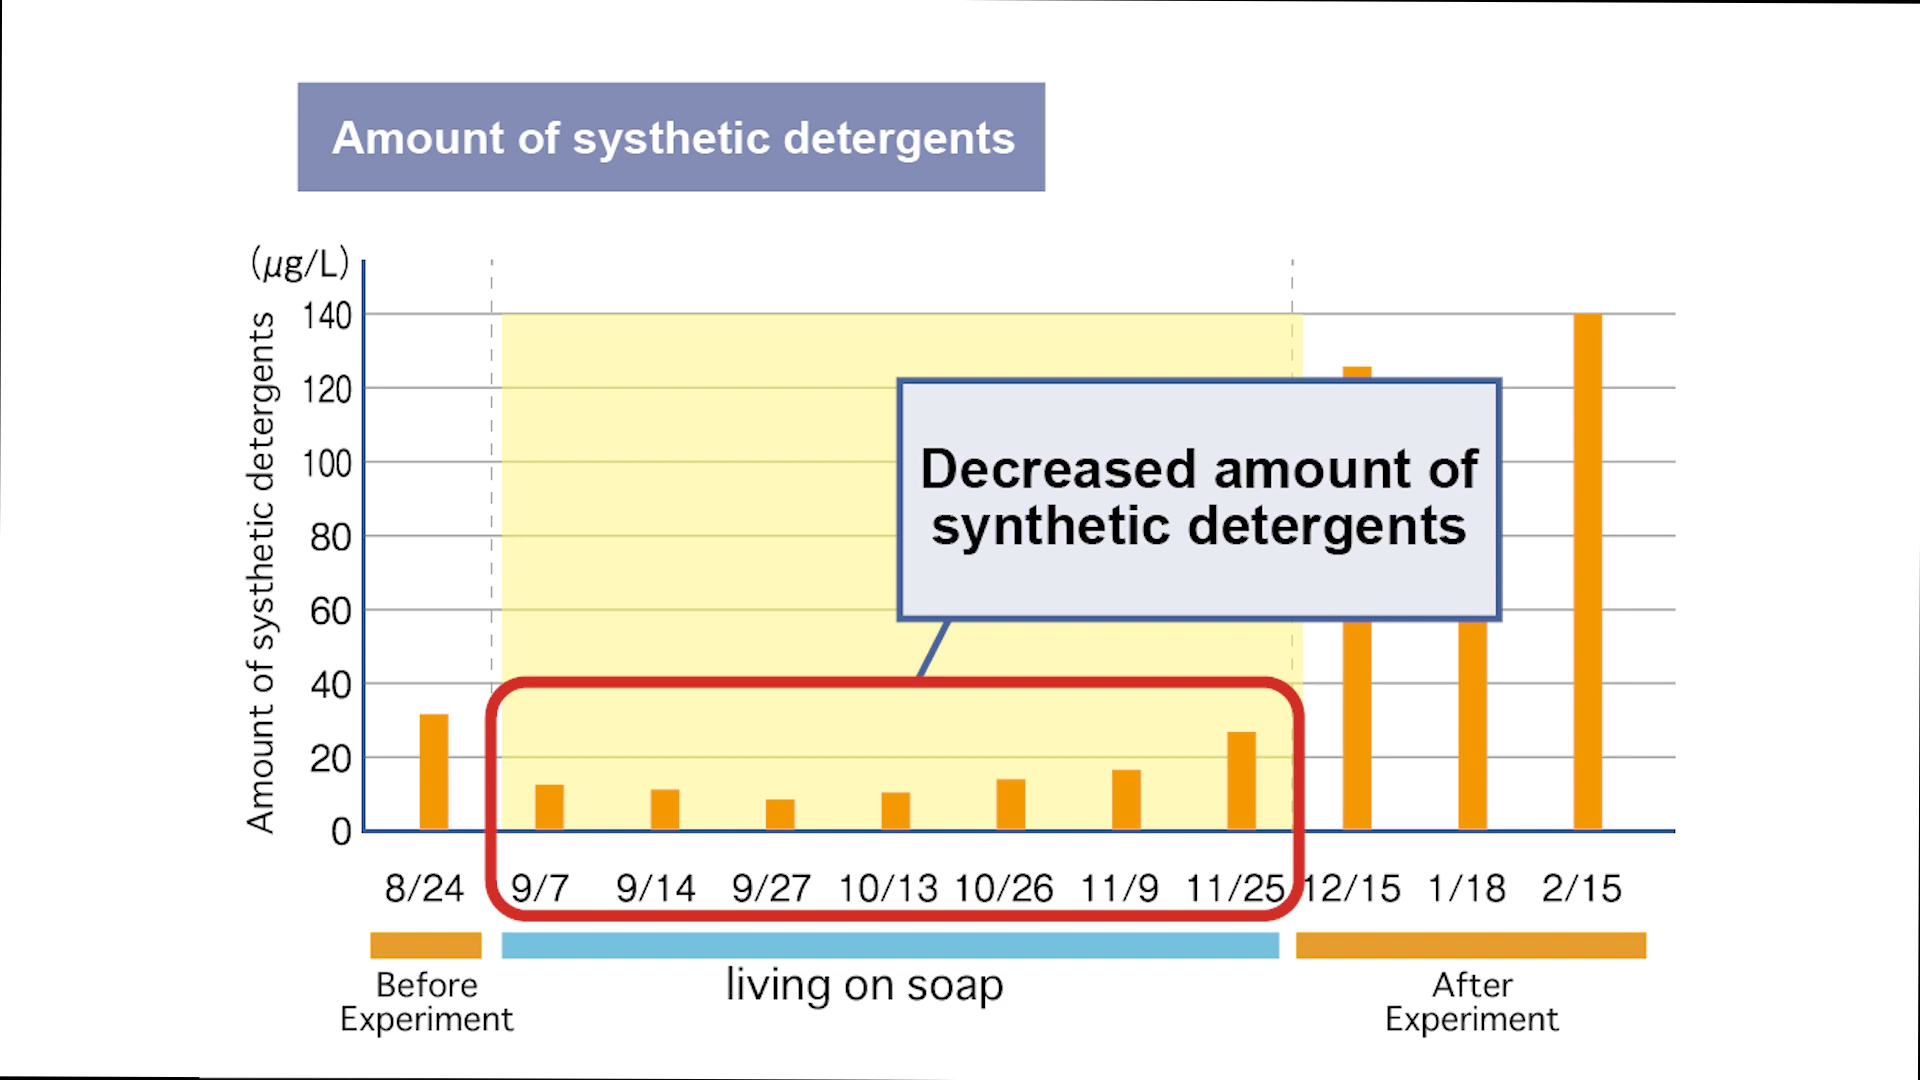 Amount of systhetic detergents
(μg/L)
Amount of systhetic detergents
140
120
100
80
60
40
20
0
Decreased amount of
synthetic detergents
8/24 9/7 9/14 9/27 10/13 10/26 11/9 11/25 12/15 1/18 2/15
Before
Experiment
living on soap
After
Experiment